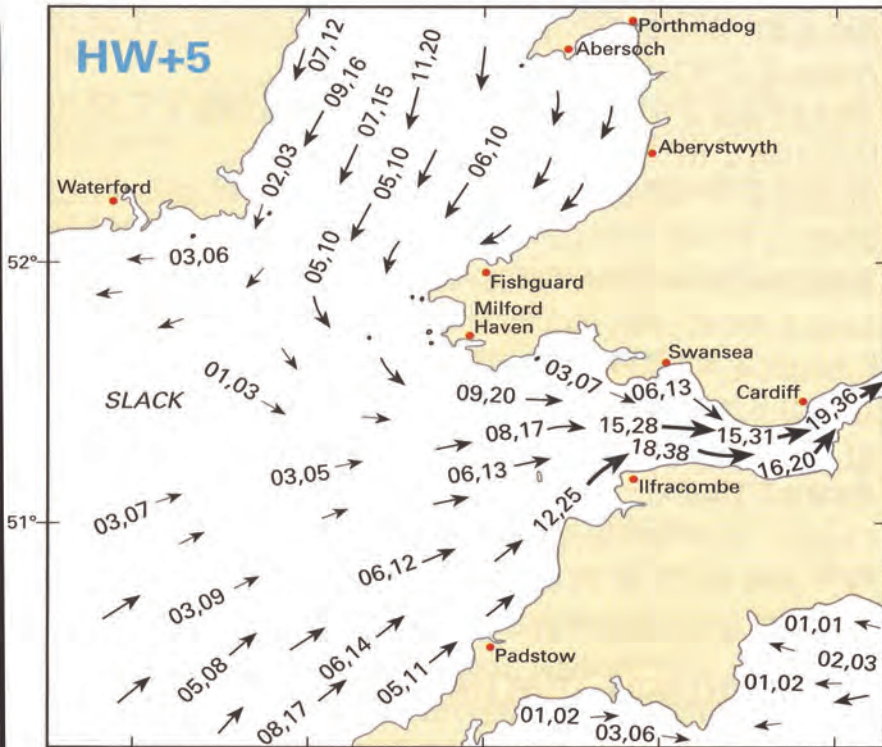 HW+5
07,12
09,16
07,15
11,20
Porthmadog
Abersoch
Aberystwyth
Waterford
02,03
05,10
06,10
03,06
52°
05,10
Fishguard
Milford
Haven
Swansea
Cardiff
SLACK
01,03
09,20
03,07
06,13
19,36
08,17
15,28
15,31
18,38
16,20
03,05
06,13
Ilfracombe
03,07
51°
12,25
06,12
03,09
05,08
06,14
05,11
Padstow
08,17
01,01
02,03
01,02
01,02
03,06